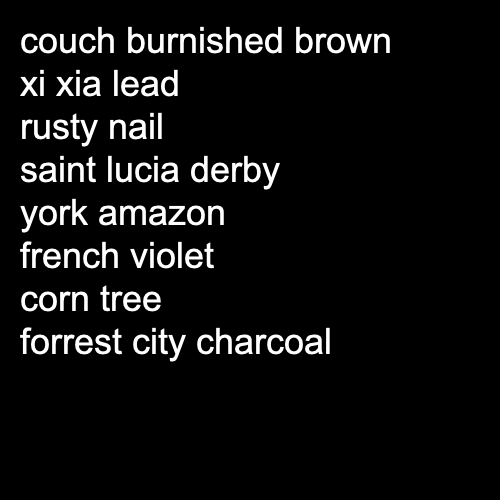 couch burnished brown
xi xia lead
rusty nail
saint lucia derby
york amazon
french violet
corn tree
forrest city charcoal